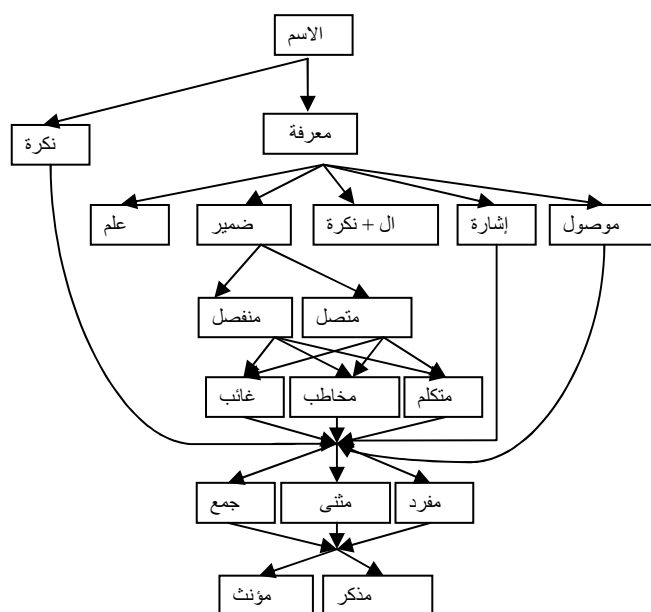 الاسم
معرفة
نكرة
موصول
إشارة
ال + نكرة
ضمير
علم
متصل
منفصل
متكلم
مخاطب
غائب
مفرد
مثنى
جمع
مذكر
مؤنث